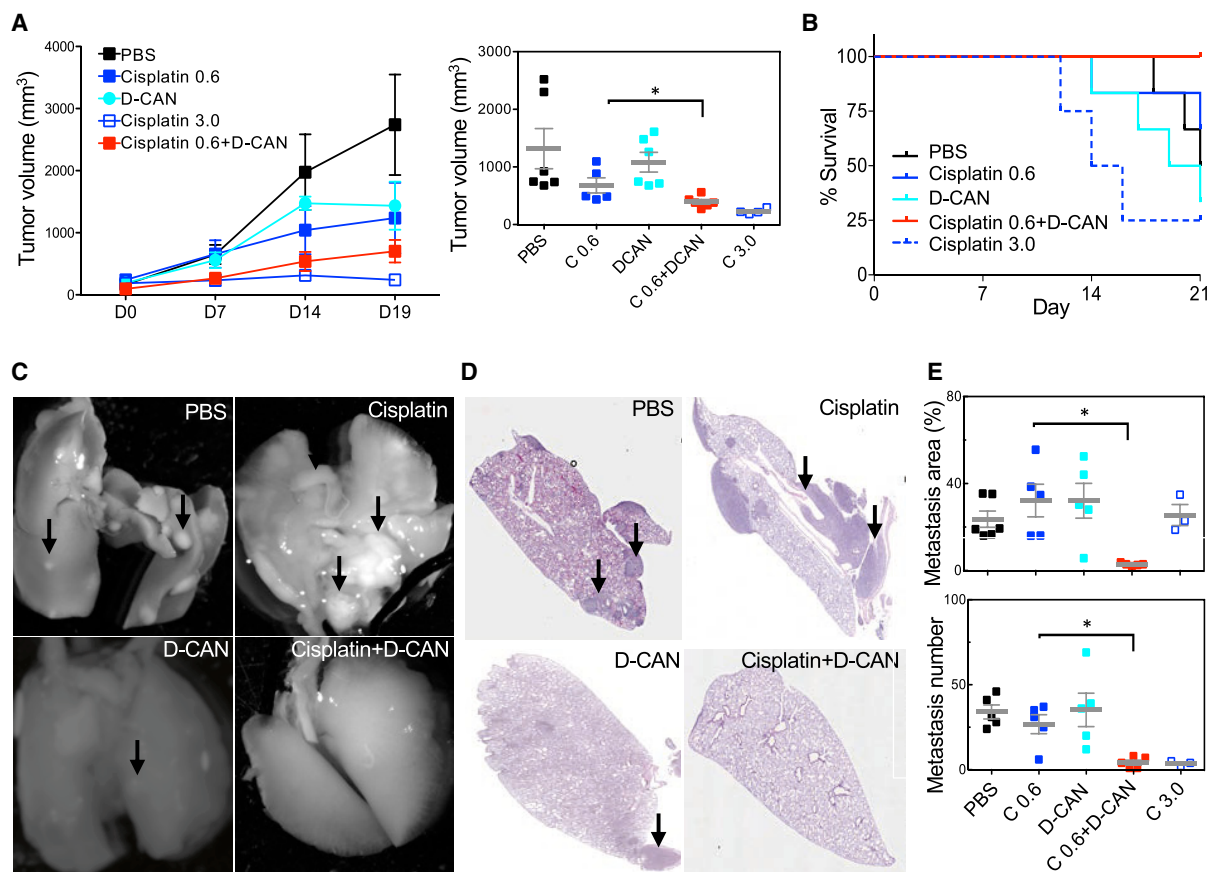 A
Tumor volume (mm³)
4000
3000
2000
1000
0
D0 D7 D14 D19
PBS
Cisplatin 0.6
D-CAN
Cisplatin 3.0
Cisplatin 0.6+D-CAN
Tumor volume (mm³)
3000
2000
1000
0
*
PBS
C 0.6
DCAN
C 0.6+DCAN
C 3.0
B
% Survival
100
75
50
25
0 7 14 21
Day
PBS
Cisplatin 0.6
D-CAN
Cisplatin 0.6+D-CAN
Cisplatin 3.0
C
PBS
Cisplatin
D-CAN
Cisplatin+D-CAN
D
PBS
Cisplatin
D-CAN
Cisplatin+D-CAN
E
Metastasis area (%)
80
40
0
*
Metastasis number
100
50
0
*
PBS
C 0.6
D-CAN
C 0.6+D-CAN
C 3.0